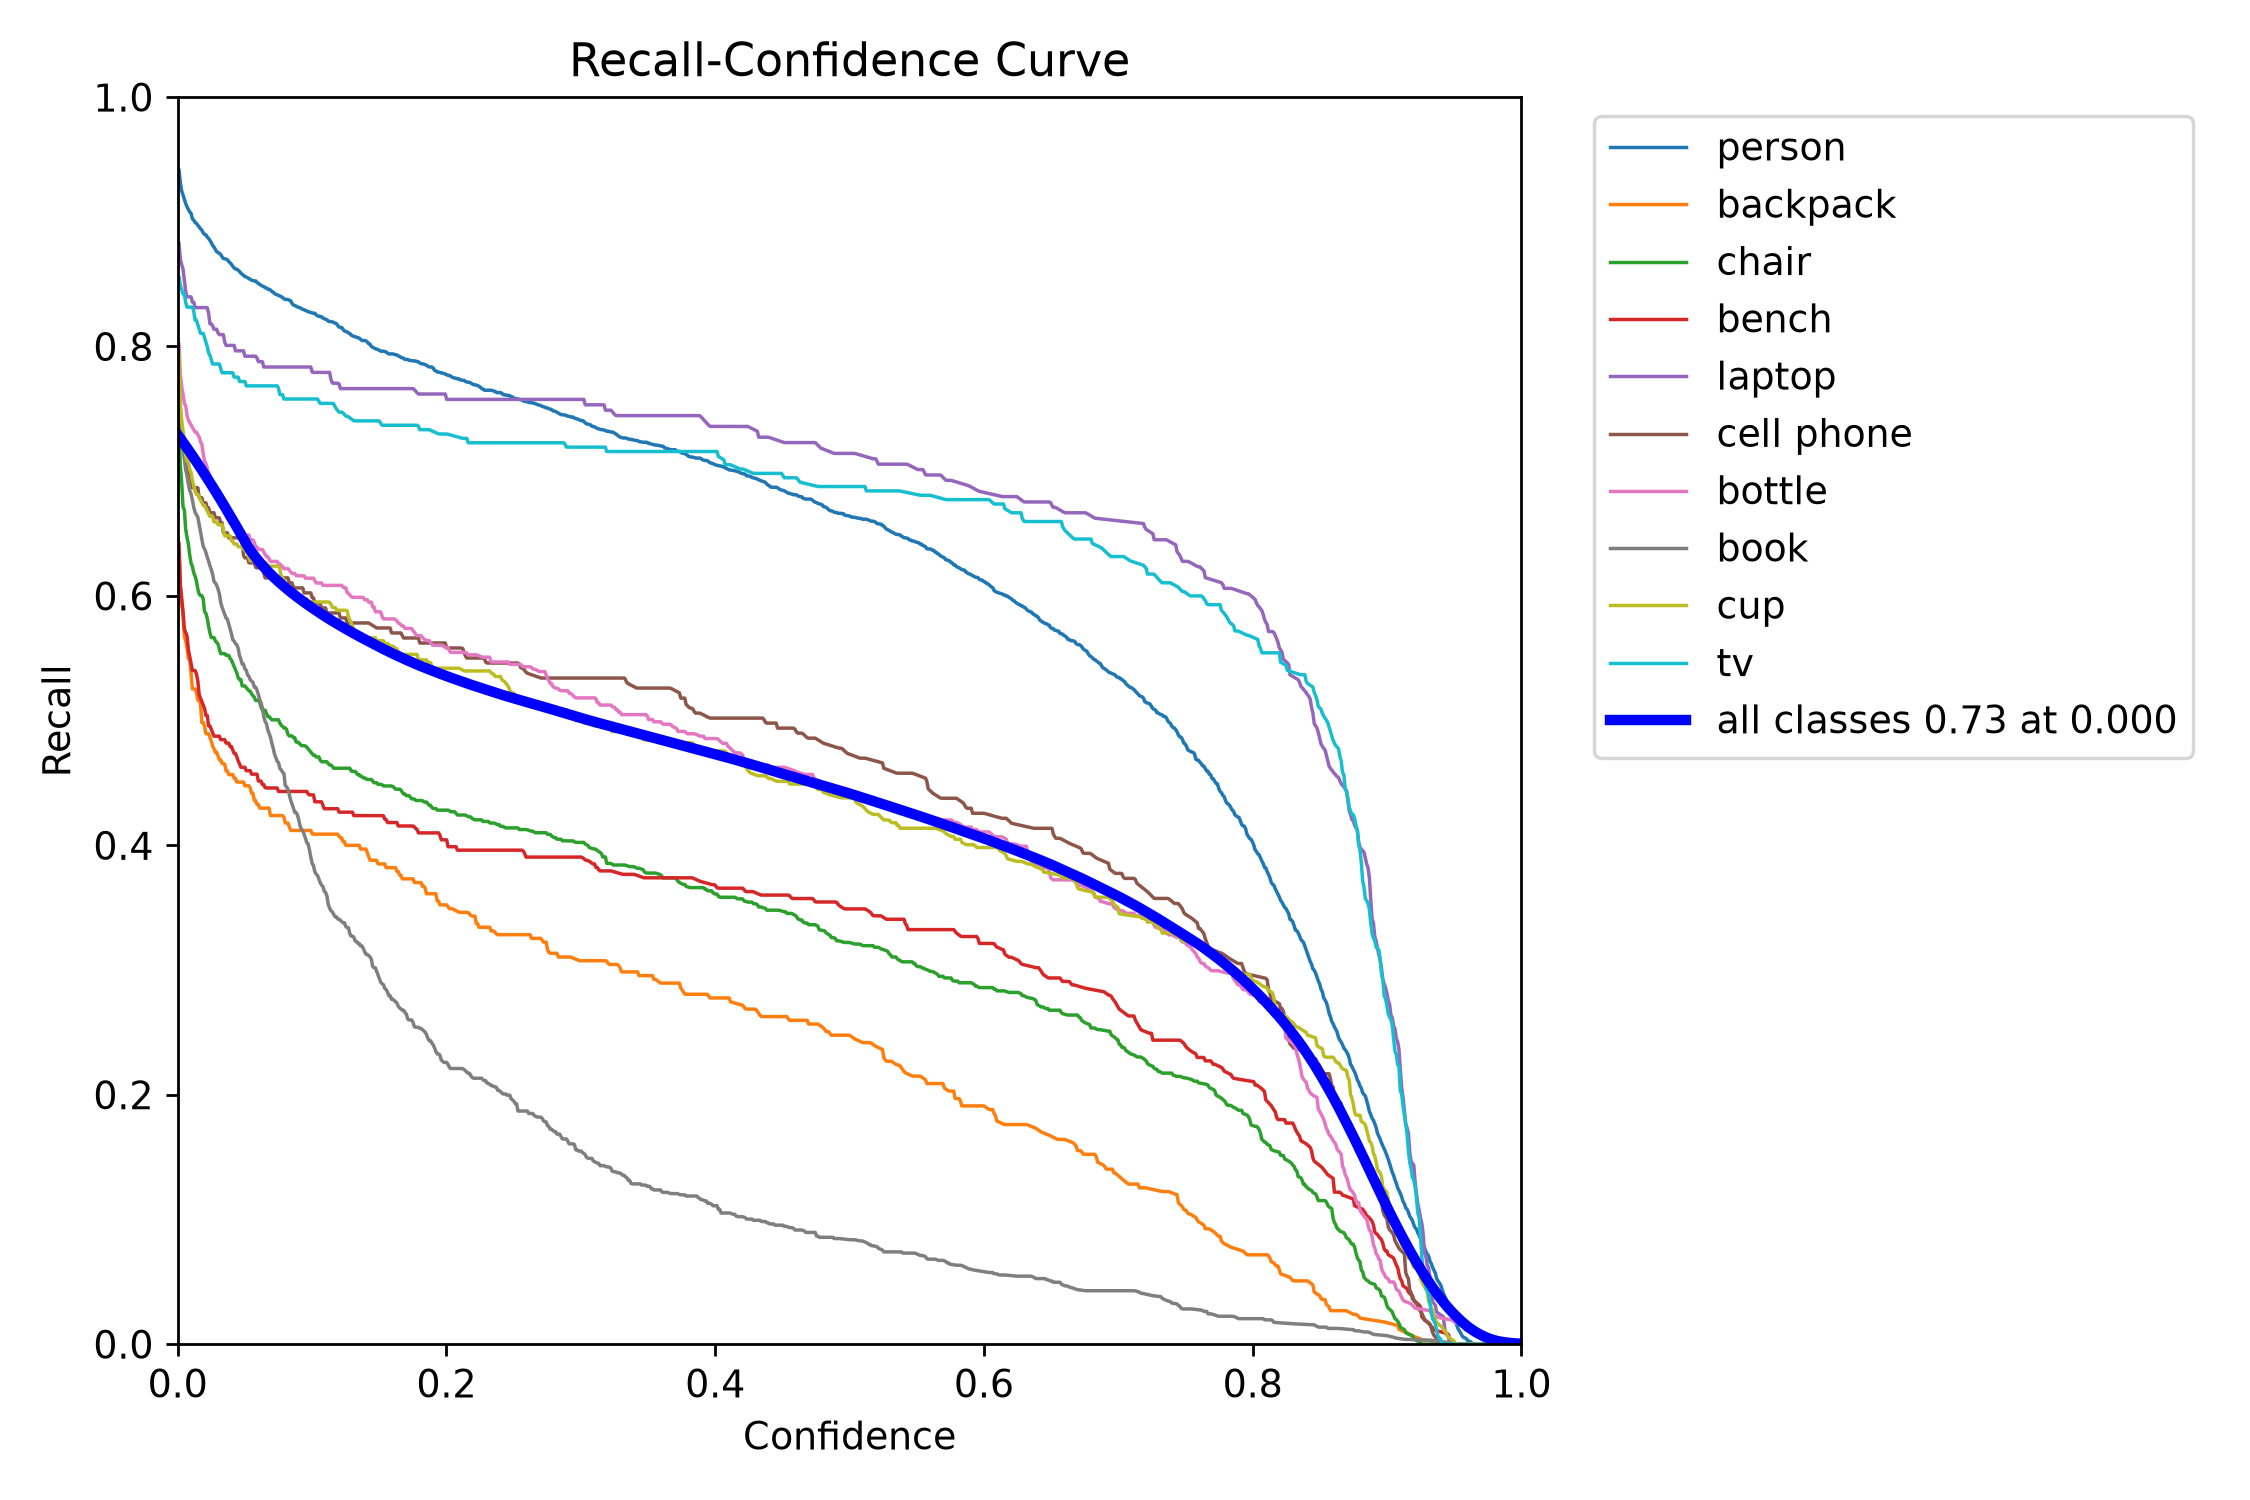 Recall-Confidence Curve
1.0
0.8
0.6
0.4
0.2
0.0
Recall
0.0 0.2 0.4 0.6 0.8 1.0
Confidence
person
backpack
chair
bench
laptop
cell phone
bottle
book
cup
tv
all classes 0.73 at 0.000